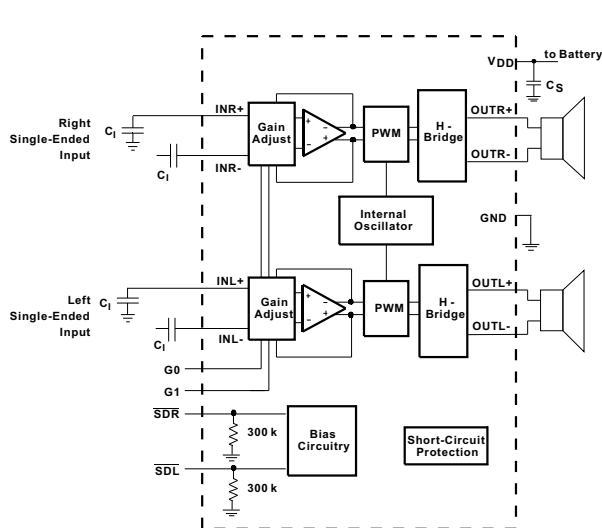 to Battery
VDD
CS
Right
Single-Ended
Input
CI
INR+
CI
INR-
Gain
Adjust
+
−
−
+
PWM
H -
Bridge
OUTR+
OUTR-
Internal
Oscillator
GND
Left
Single-Ended
Input
CI
INL+
CI
INL-
Gain
Adjust
+
−
−
+
PWM
H -
Bridge
OUTL+
OUTL-
G0
G1
SDR
300 k
SDL
300 k
Bias
Circuitry
Short-Circuit
Protection